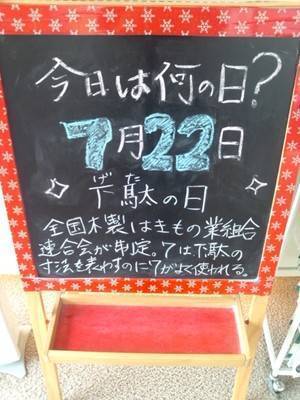 今日は何の日?
7月22日
げた
下駄の日
全国木製はきもの業組合
連合会が制定。7は下駄の
寸法を表わすのに7がよく使われる。